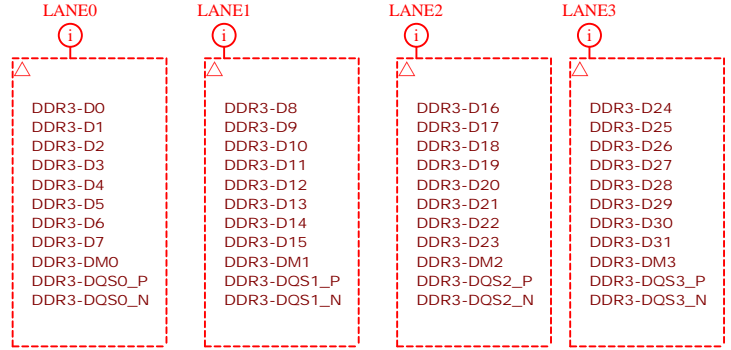 LANE0
i
DDR3-D0
DDR3-D1
DDR3-D2
DDR3-D3
DDR3-D4
DDR3-D5
DDR3-D6
DDR3-D7
DDR3-DM0
DDR3-DQS0_P
DDR3-DQS0_N
LANE1
i
DDR3-D8
DDR3-D9
DDR3-D10
DDR3-D11
DDR3-D12
DDR3-D13
DDR3-D14
DDR3-D15
DDR3-DM1
DDR3-DQS1_P
DDR3-DQS1_N
LANE2
i
DDR3-D16
DDR3-D17
DDR3-D18
DDR3-D19
DDR3-D20
DDR3-D21
DDR3-D22
DDR3-D23
DDR3-DM2
DDR3-DQS2_P
DDR3-DQS2_N
LANE3
i
DDR3-D24
DDR3-D25
DDR3-D26
DDR3-D27
DDR3-D28
DDR3-D29
DDR3-D30
DDR3-D31
DDR3-DM3
DDR3-DQS3_P
DDR3-DQS3_N